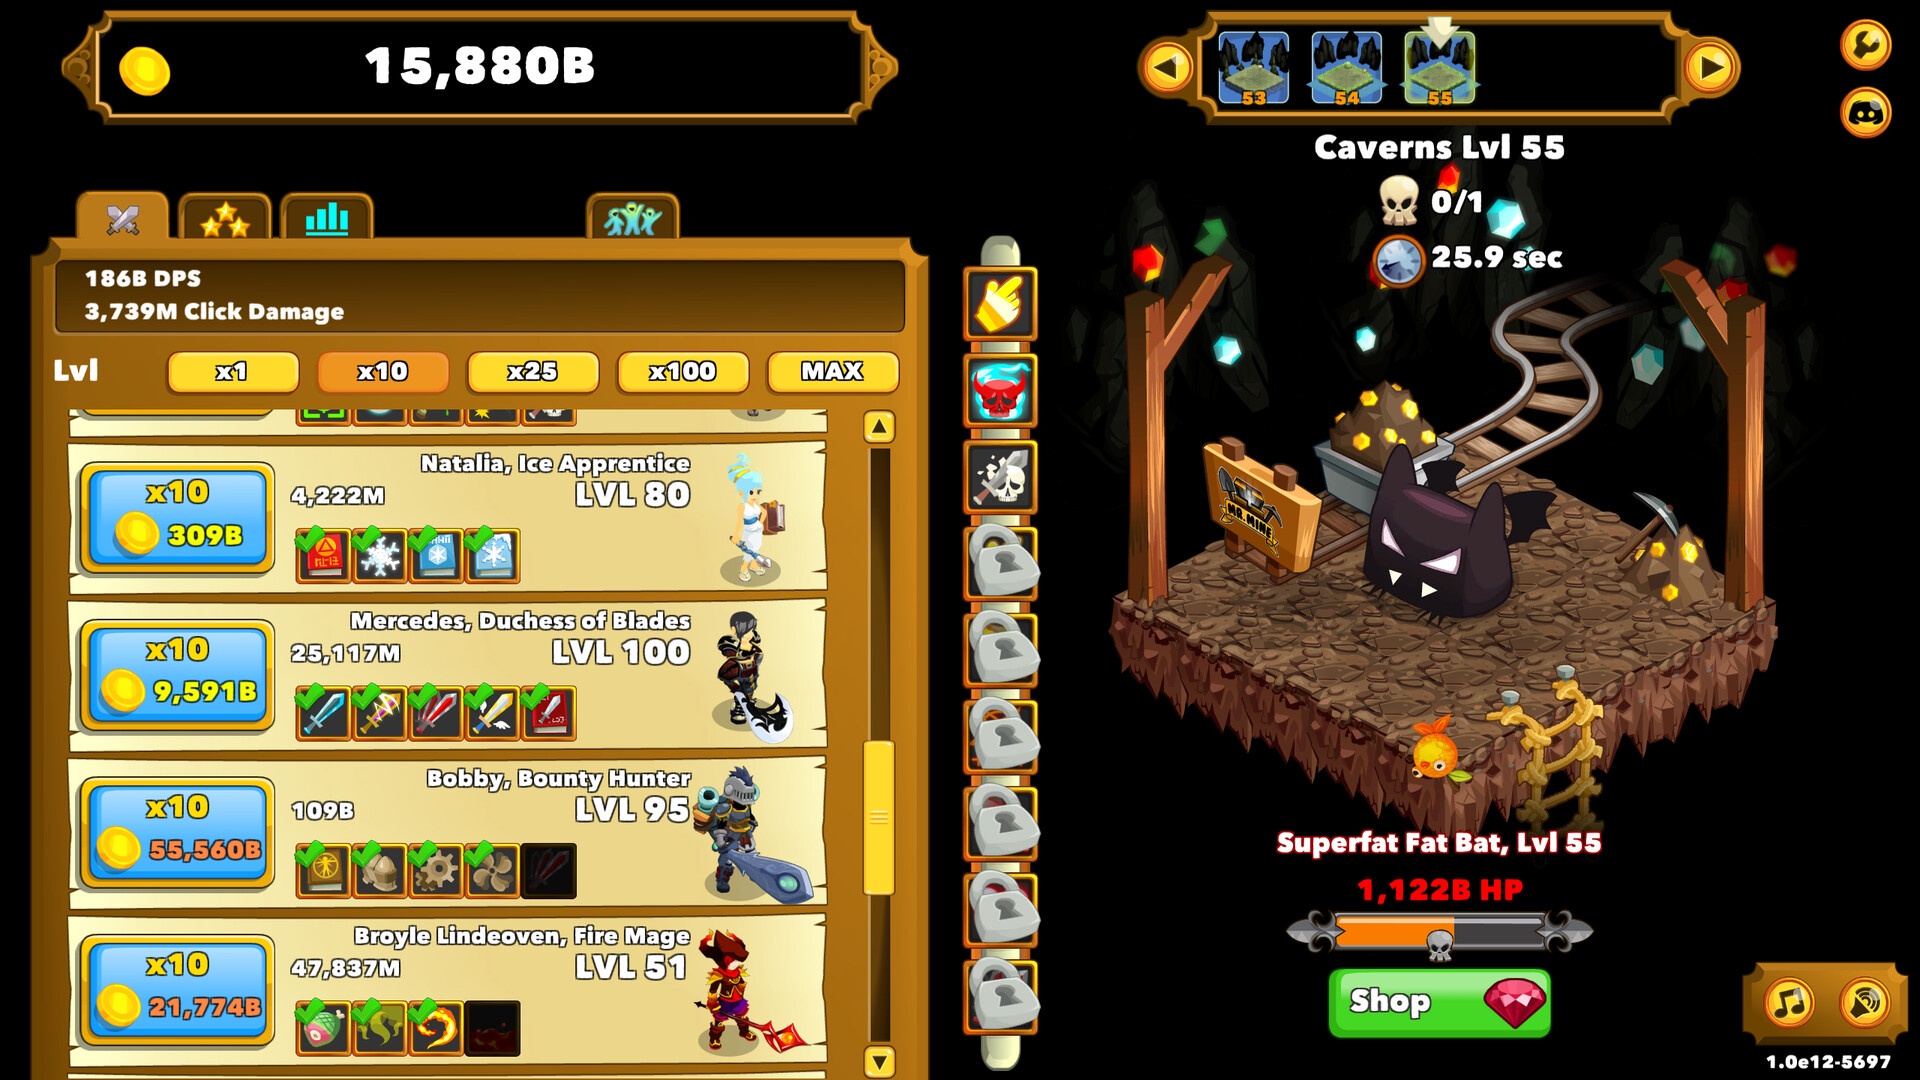 15,880B
53
54
55
Caverns Lvl 55
0/1
25.9 sec
186B DPS
3,739M Click Damage
Lvl
x1
x10
x25
x100
MAX
x10
309B
Natalia, Ice Apprentice
4,222M
LVL 80
x10
9,591B
Mercedes, Duchess of Blades
25,117M
LVL 100
x10
55,560B
Bobby, Bounty Hunter
109B
LVL 95
x10
21,774B
Broyle Lindeoven, Fire Mage
47,837M
LVL 51
MR.MINE
Superfat Fat Bat, Lvl 55
1,122B HP
Shop
1.0e12-5697